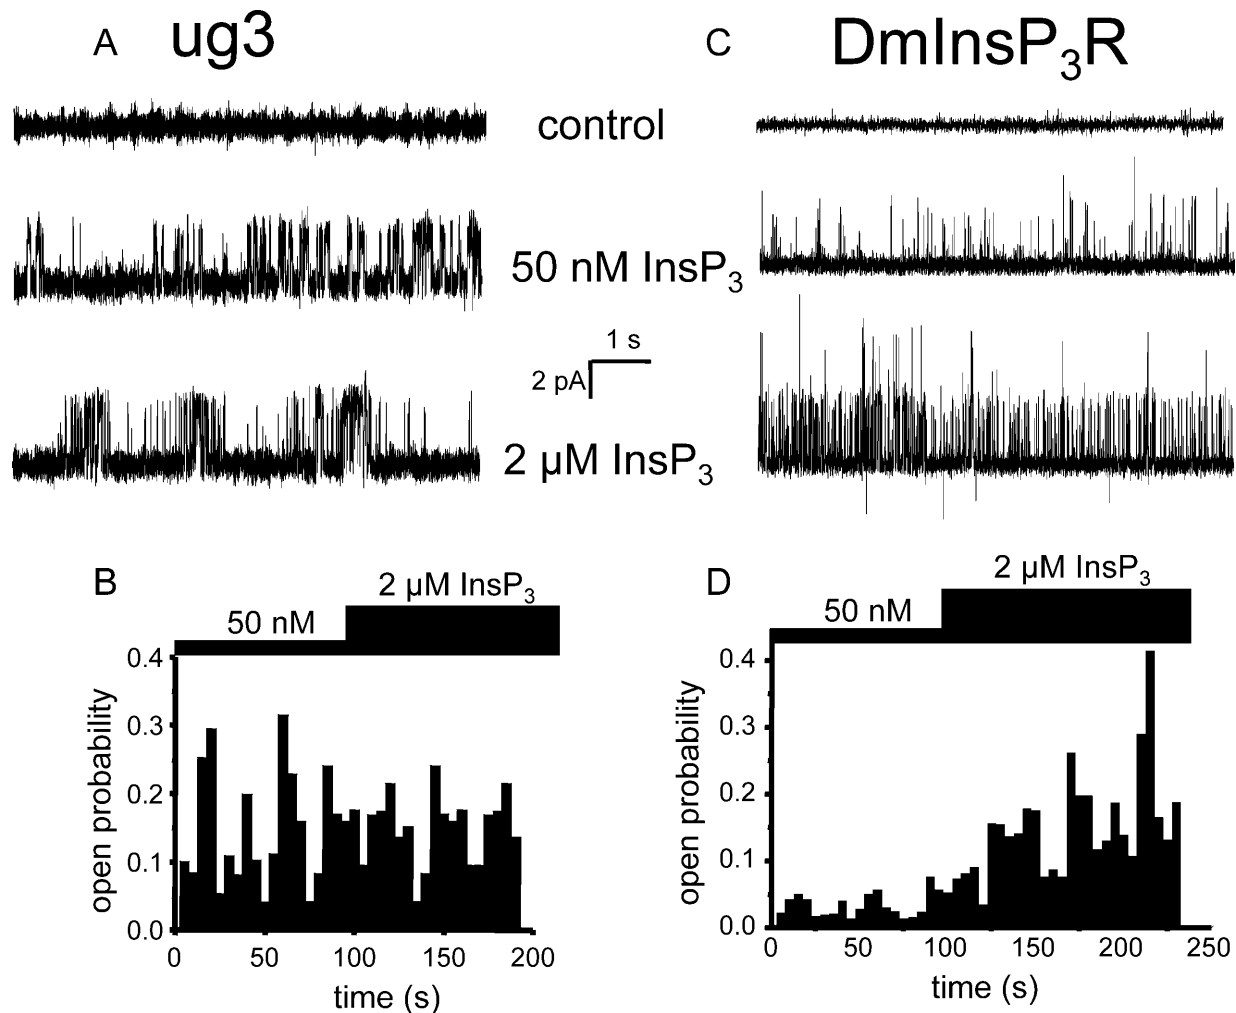 A ug3
C DmInsP₃R
control
50 nM InsP₃
1 s
2 pA
2 µM InsP₃
B
2 µM InsP₃
50 nM
0.4
0.3
0.2
0.1
0.0
open probability
0 50 100 150 200
time (s)
D
2 µM InsP₃
50 nM
0.4
0.3
0.2
0.1
0.0
open probability
0 50 100 150 200 250
time (s)